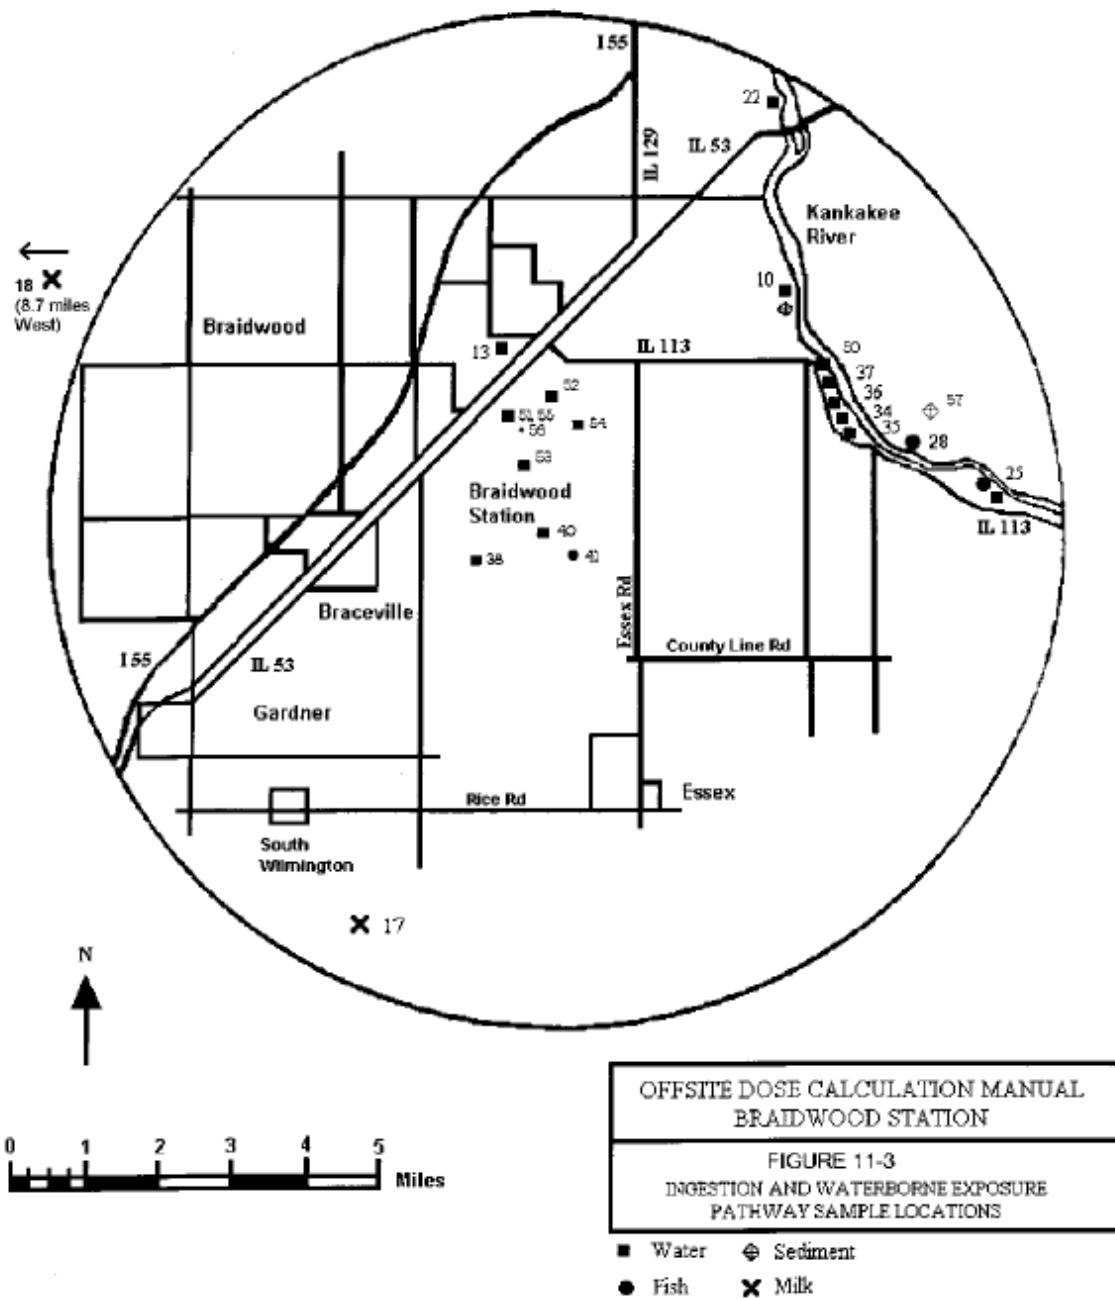 I 55
22
IL 129
IL 53
Kankakee
River
18
(8.7 miles
West)
10
Braidwood
13
IL 113
37
36
34
35
57
28
25
IL 113
52
51
55
56
54
53
Braidwood
Station
40
38
41
Essex Rd
Braceville
County Line Rd
I 55
IL 53
Gardner
Essex
Rice Rd
South
Wilmington
17
N
0 1 2 3 4 5
Miles
OFFSITE DOSE CALCULATION MANUAL
BRAIDWOOD STATION
FIGURE 11-3
INGESTION AND WATERBORNE EXPOSURE
PATHWAY SAMPLE LOCATIONS
Water
Sediment
Fish
Milk